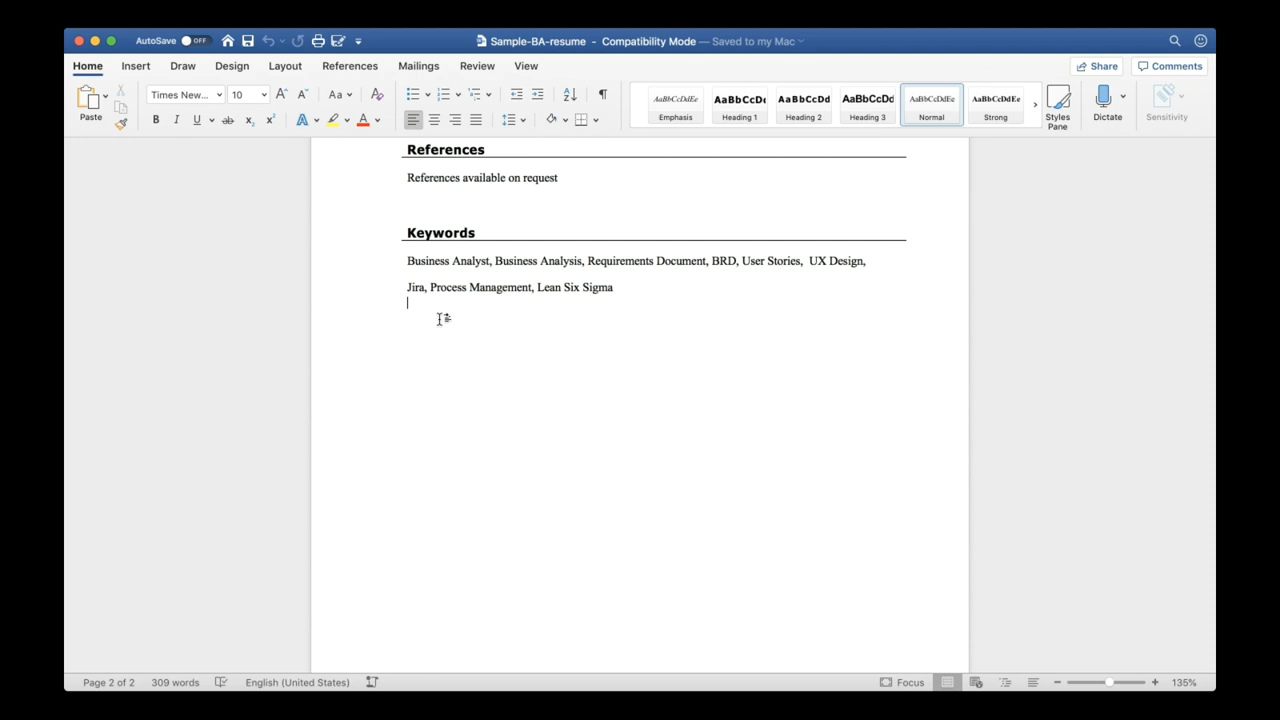 AutoSave OFF
Sample-BA-resume - Compatibility Mode — Saved to my Mac
Home Insert Draw Design Layout References Mailings Review View Share Comments
Paste Times New... 10 Aa
AaBbCcDdEe AaBbCcDc AaBbCcDd AaBbCcDd AaBbCcDdEe AaBbCcDdEe
Emphasis Heading 1 Heading 2 Heading 3 Normal Strong Styles Pane Dictate Sensitivity
References
References available on request
Keywords
Business Analyst, Business Analysis, Requirements Document, BRD, User Stories,  UX Design,
Jira, Process Management, Lean Six Sigma
Page 2 of 2 309 words English (United States) Focus 135%